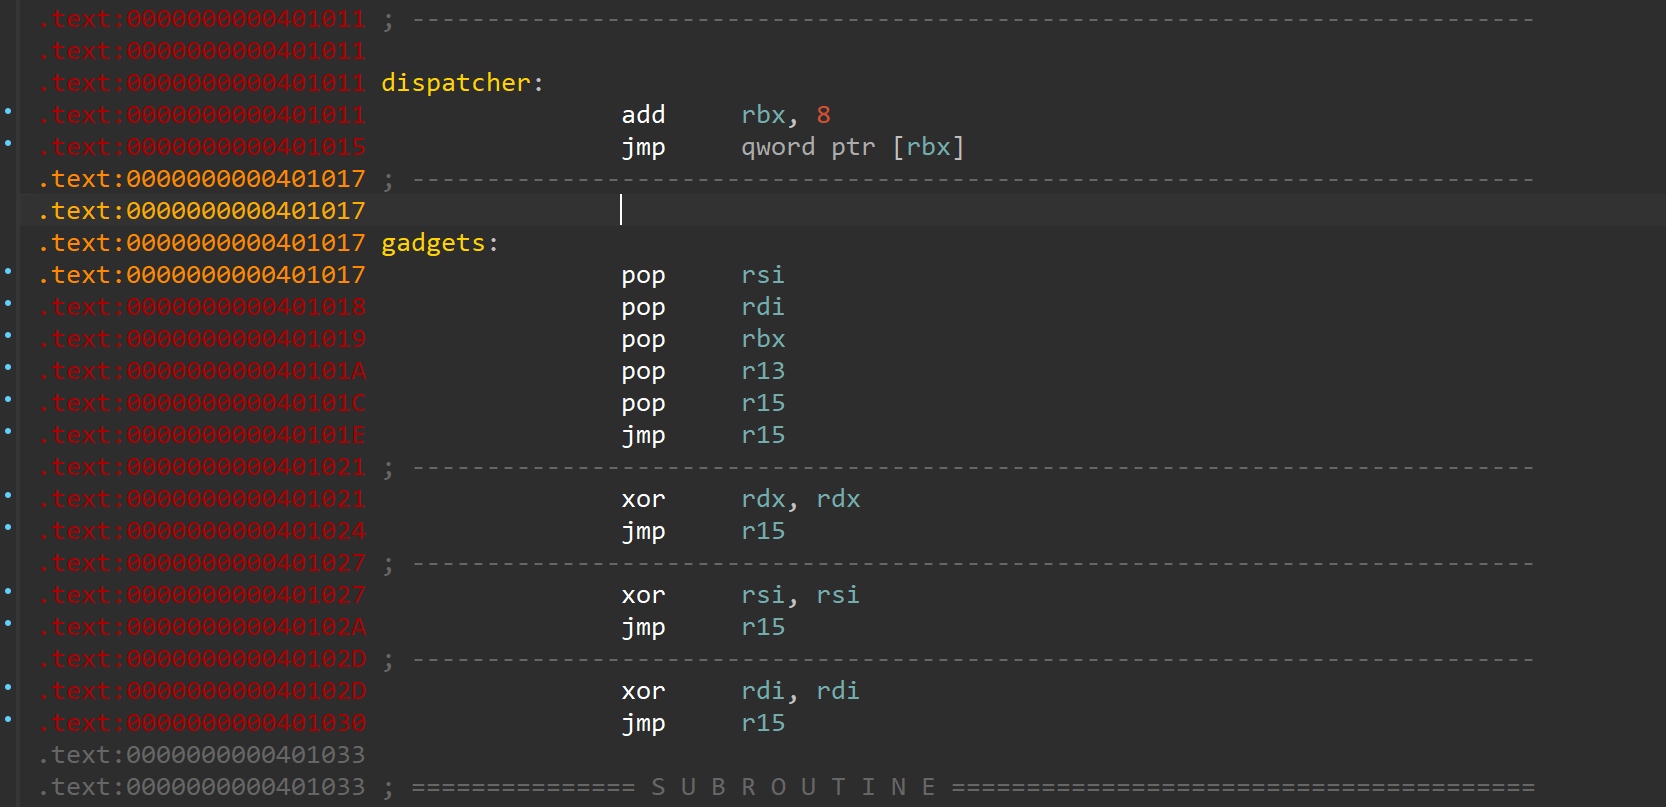 .text:0000000000401011 ; ---------------------------------------------------------------------------
.text:0000000000401011
.text:0000000000401011 dispatcher:
.text:0000000000401011                 add     rbx, 8
.text:0000000000401015                 jmp     qword ptr [rbx]
.text:0000000000401017 ; ---------------------------------------------------------------------------
.text:0000000000401017
.text:0000000000401017 gadgets:
.text:0000000000401017                 pop     rsi
.text:0000000000401018                 pop     rdi
.text:0000000000401019                 pop     rbx
.text:000000000040101A                 pop     r13
.text:000000000040101C                 pop     r15
.text:000000000040101E                 jmp     r15
.text:0000000000401021 ; ---------------------------------------------------------------------------
.text:0000000000401021                 xor     rdx, rdx
.text:0000000000401024                 jmp     r15
.text:0000000000401027 ; ---------------------------------------------------------------------------
.text:0000000000401027                 xor     rsi, rsi
.text:000000000040102A                 jmp     r15
.text:000000000040102D ; ---------------------------------------------------------------------------
.text:000000000040102D                 xor     rdi, rdi
.text:0000000000401030                 jmp     r15
.text:0000000000401033
.text:0000000000401033 ; =============== S U B R O U T I N E =======================================